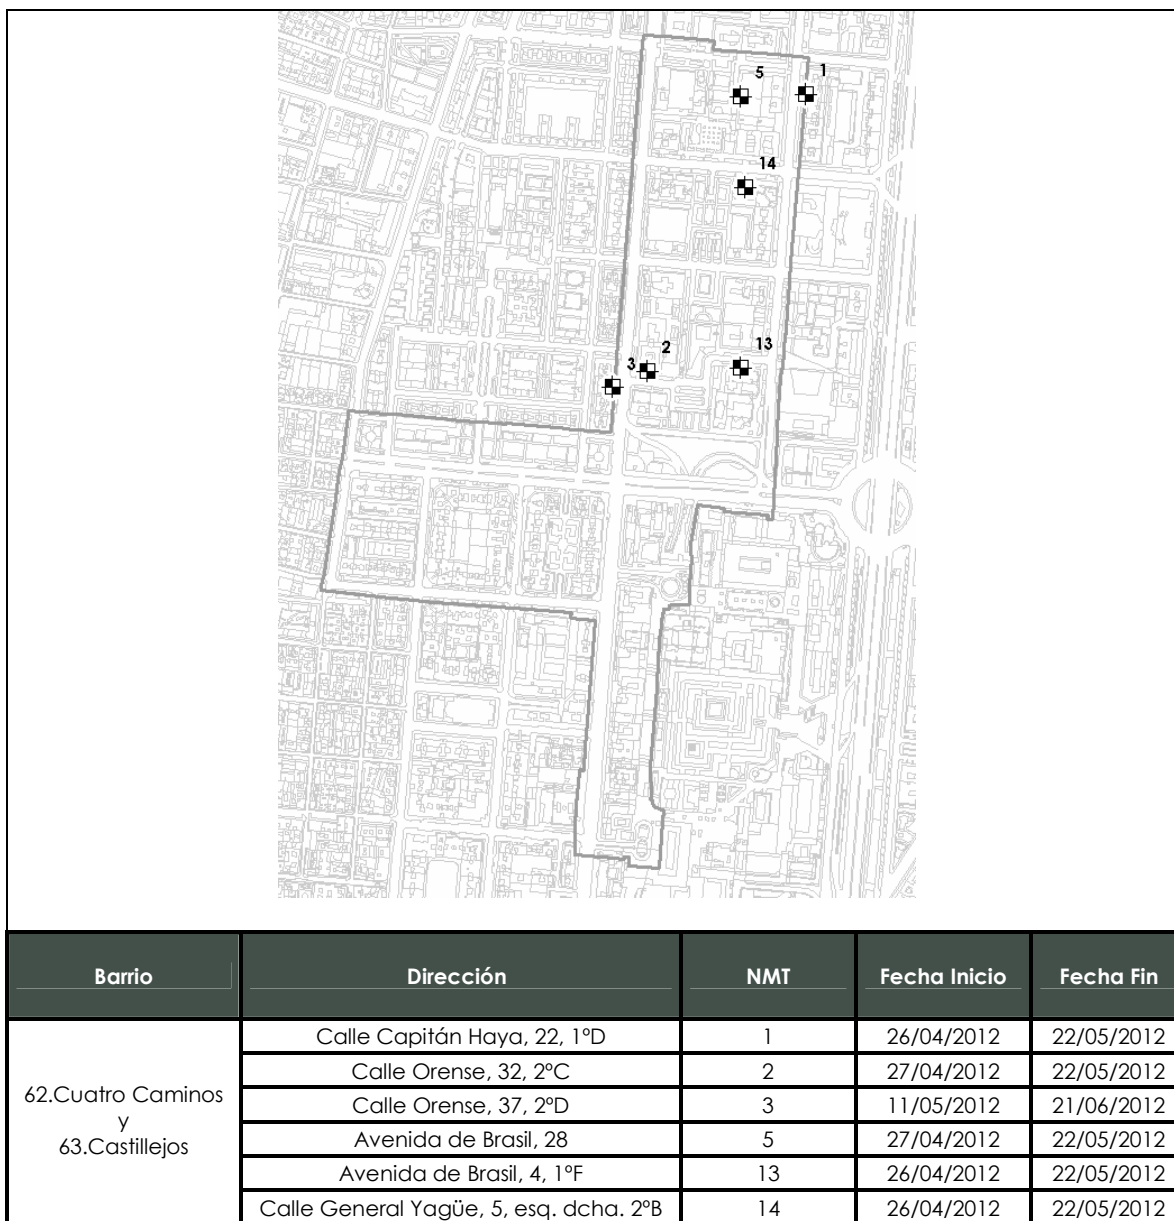 5
1
14
2
3
13
Barrio Dirección NMT Fecha Inicio Fecha Fin
62.Cuatro Caminos
y
63.Castillejos
Calle Capitán Haya, 22, 1ºD 1 26/04/2012 22/05/2012
Calle Orense, 32, 2ºC 2 27/04/2012 22/05/2012
Calle Orense, 37, 2ºD 3 11/05/2012 21/06/2012
Avenida de Brasil, 28 5 27/04/2012 22/05/2012
Avenida de Brasil, 4, 1ºF 13 26/04/2012 22/05/2012
Calle General Yagüe, 5, esq. dcha. 2ºB 14 26/04/2012 22/05/2012